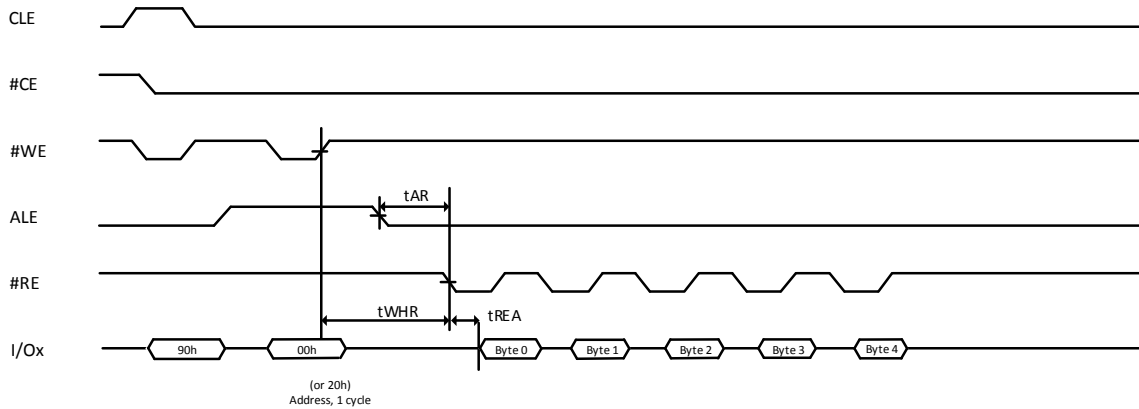 CLE
#CE
#WE
ALE
tAR
#RE
tWHR
tREA
I/Ox
90h
00h
Byte 0
Byte 1
Byte 2
Byte 3
Byte 4
(or 20h)
Address, 1 cycle